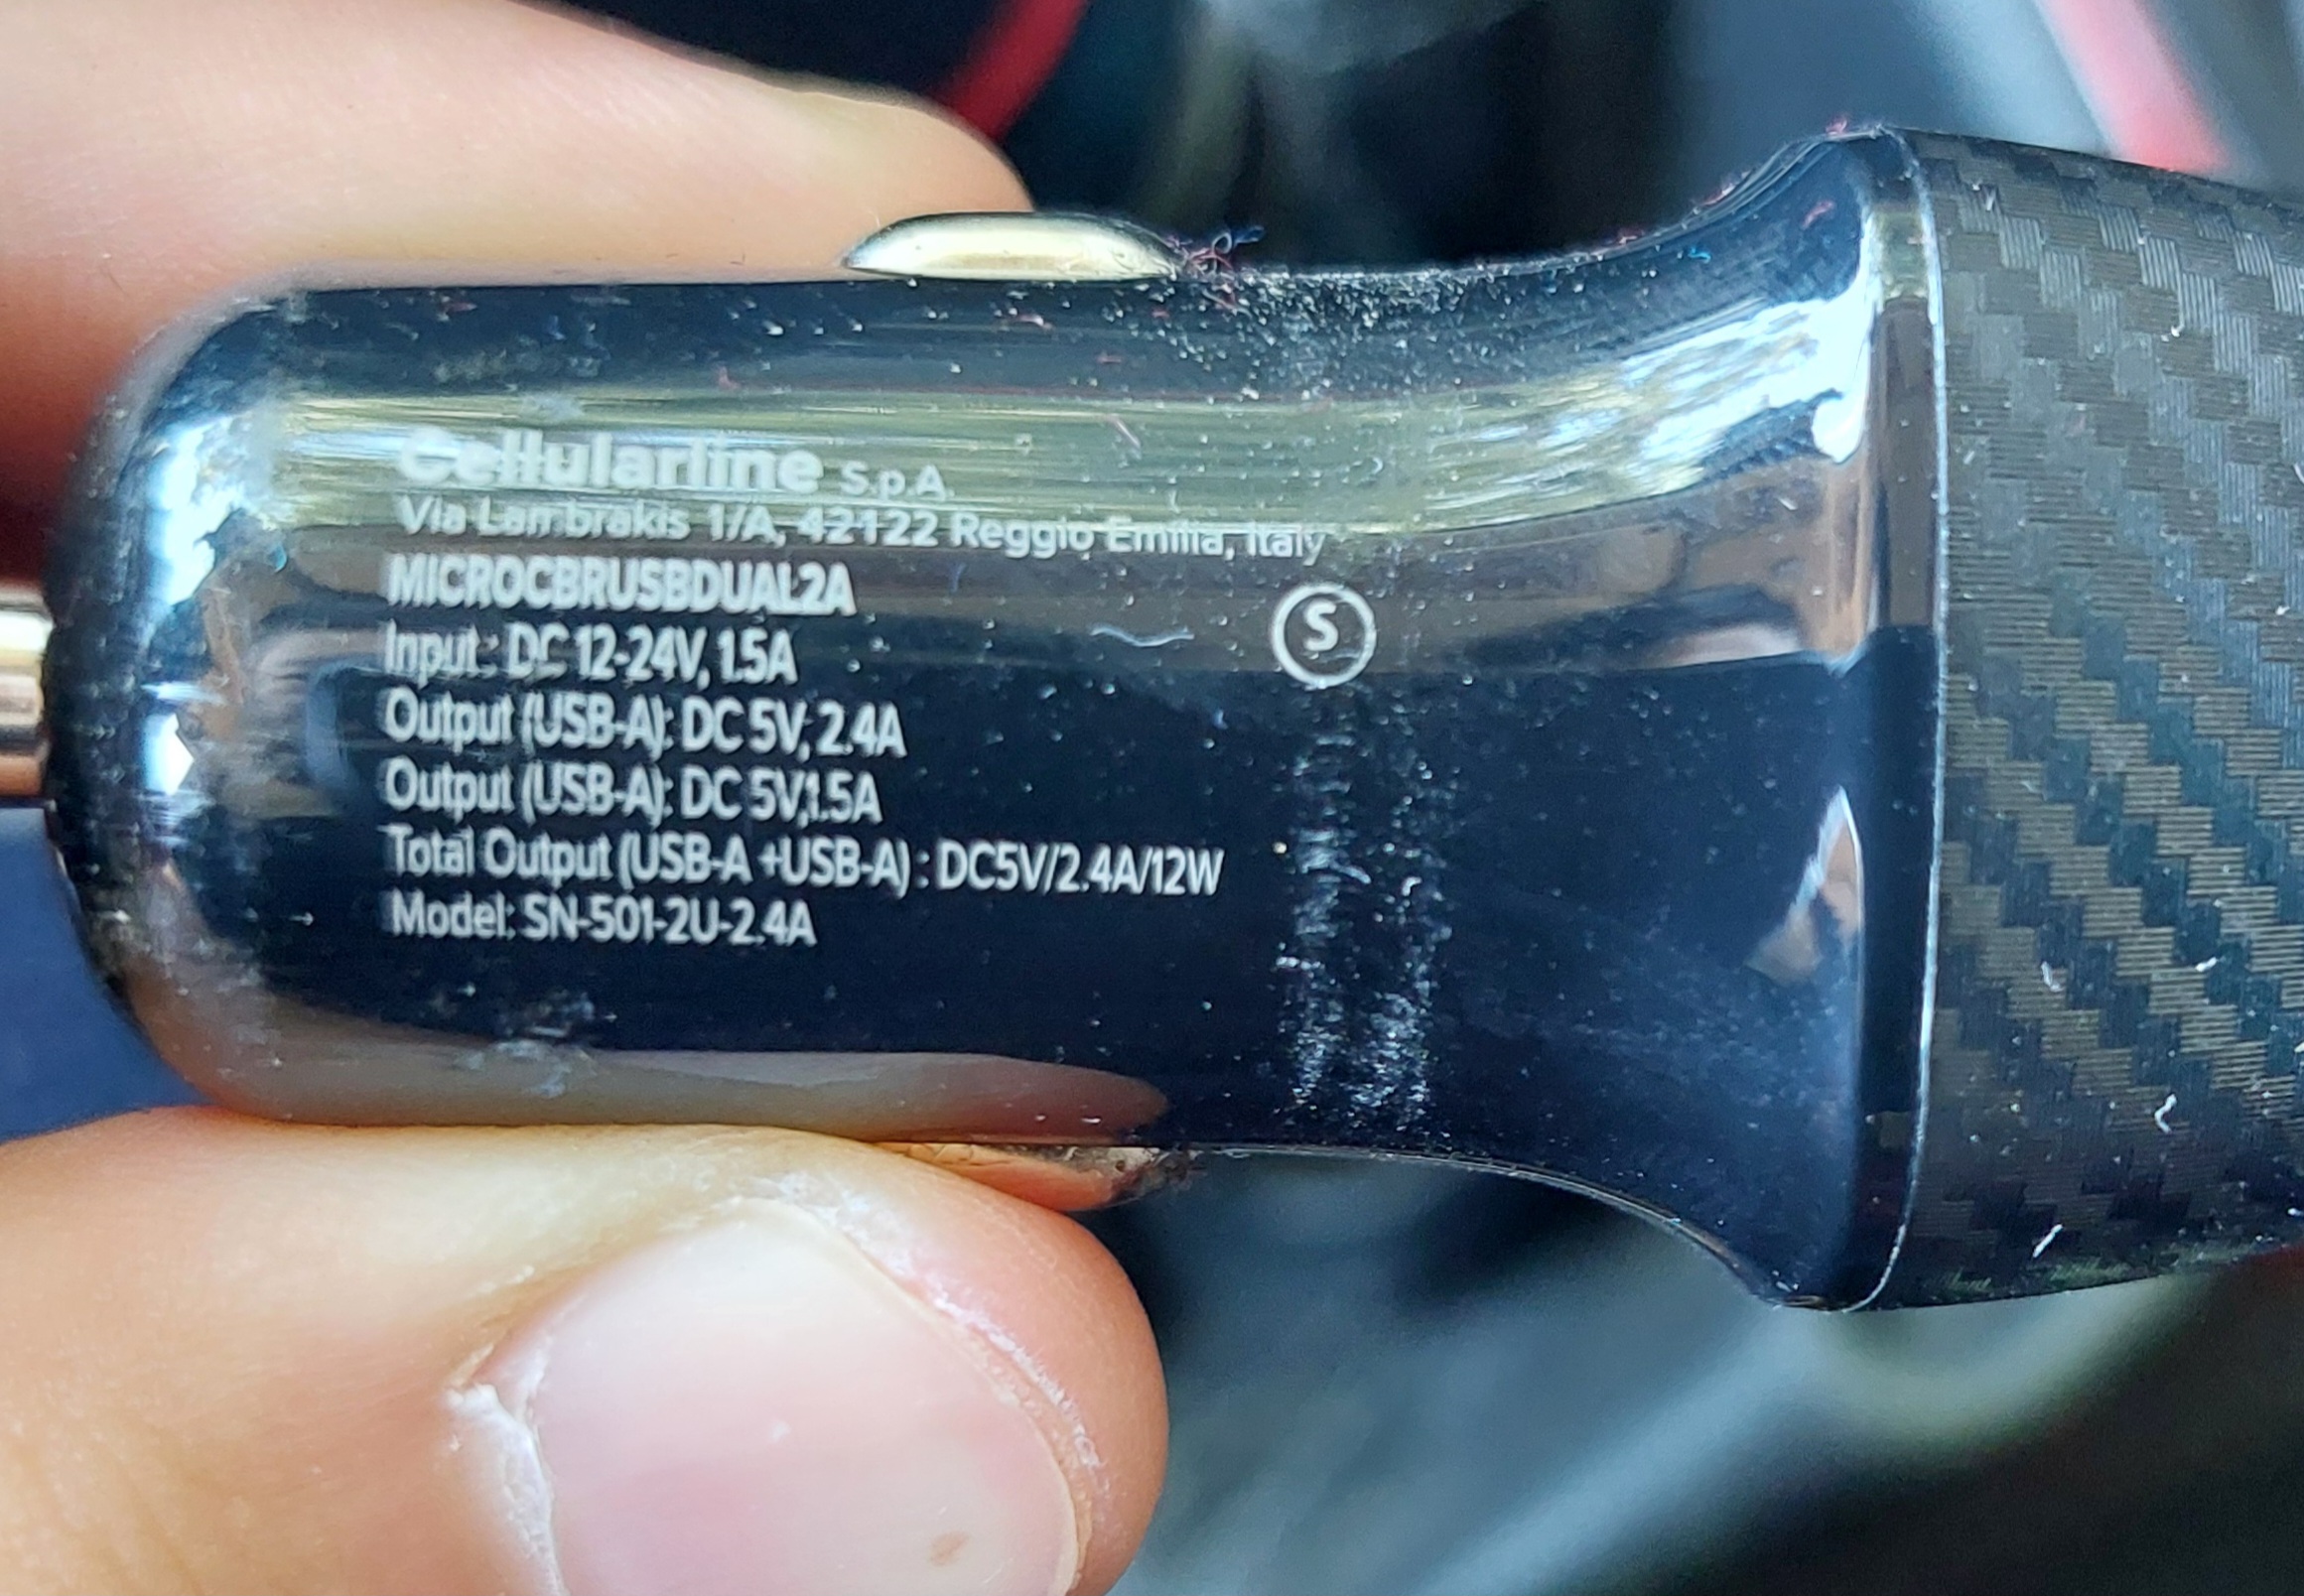 Cellularline S.p.A.
Via Lambrakis 1/A, 42122 Reggio Emilia, Italy
MICROCBRUSBDUAL2A
Input.: DC 12-24V, 1.5A
S
Output (USB-A): DC 5V, 2.4A
Output (USB-A): DC 5V,1.5A
Total Output (USB-A +USB-A) : DC5V/2.4A/12W
Model: SN-501-2U-2.4A